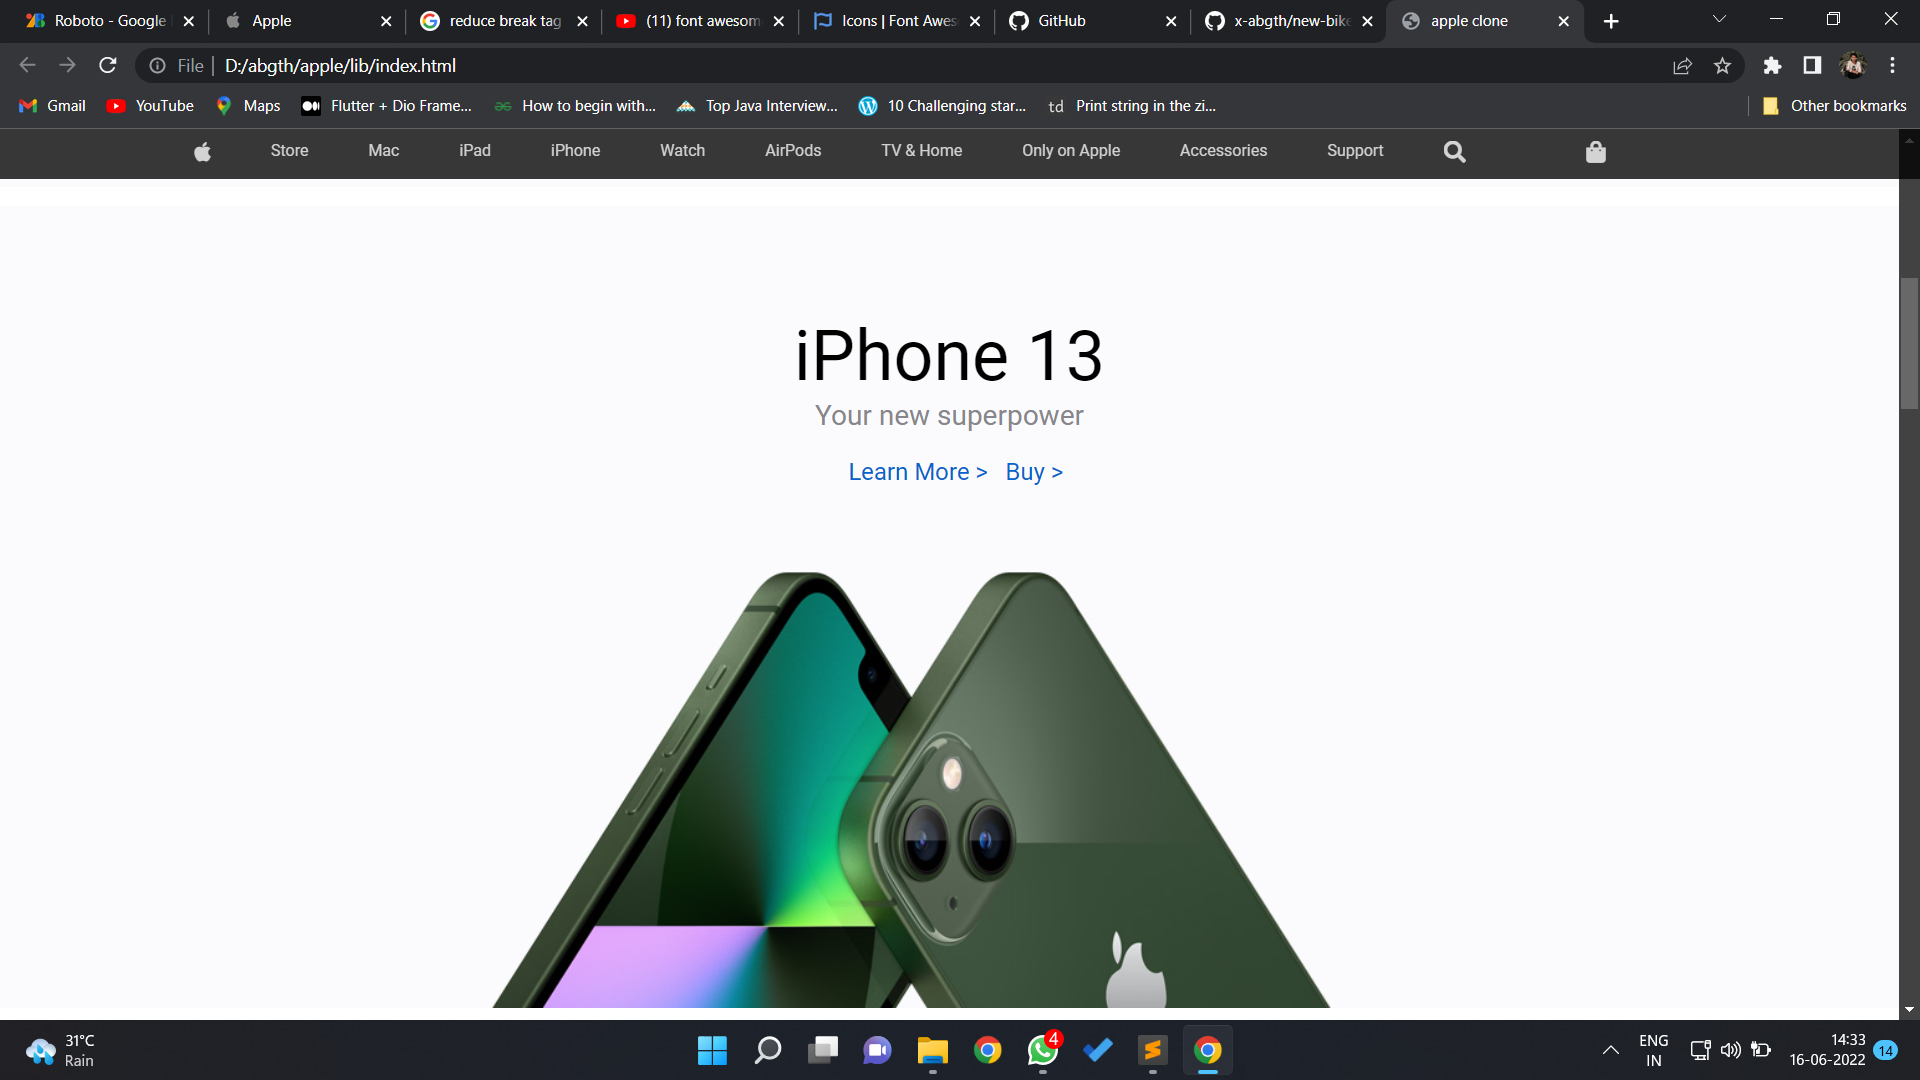 Roboto - Google
Apple
reduce break tag
(11) font awesom
Icons | Font Awes
GitHub
x-abgth/new-bike
apple clone
File | D:/abgth/apple/lib/index.html
Gmail
YouTube
Maps
Flutter + Dio Frame...
How to begin with...
Top Java Interview...
10 Challenging star...
td Print string in the zi...
Other bookmarks
Store
Mac
iPad
iPhone
Watch
AirPods
TV & Home
Only on Apple
Accessories
Support
iPhone 13
Your new superpower
Learn More > Buy >
31°C
Rain
4
ENG
IN
14:33
16-06-2022
14